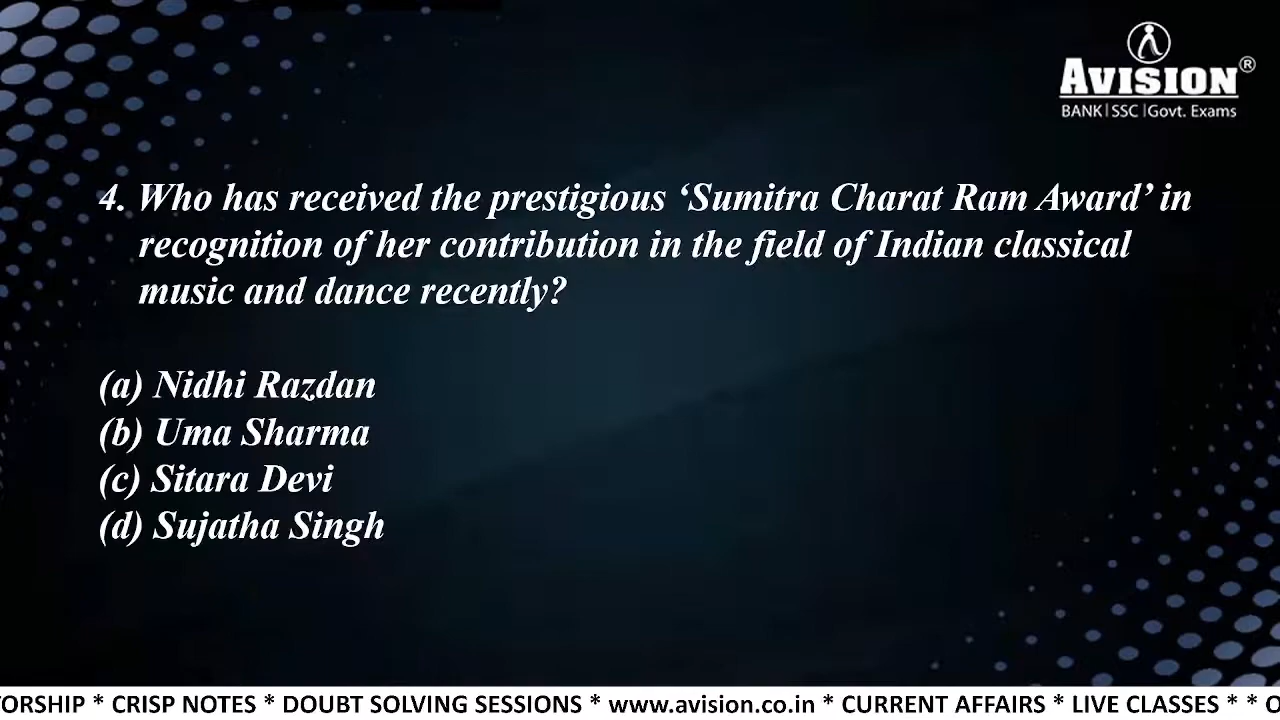 AVISION®
BANK|SSC|Govt. Exams
4. Who has received the prestigious ‘Sumitra Charat Ram Award’ in
recognition of her contribution in the field of Indian classical
music and dance recently?
(a) Nidhi Razdan
(b) Uma Sharma
(c) Sitara Devi
(d) Sujatha Singh
TORSHIP * CRISP NOTES * DOUBT SOLVING SESSIONS * www.avision.co.in * CURRENT AFFAIRS * LIVE CLASSES * * O